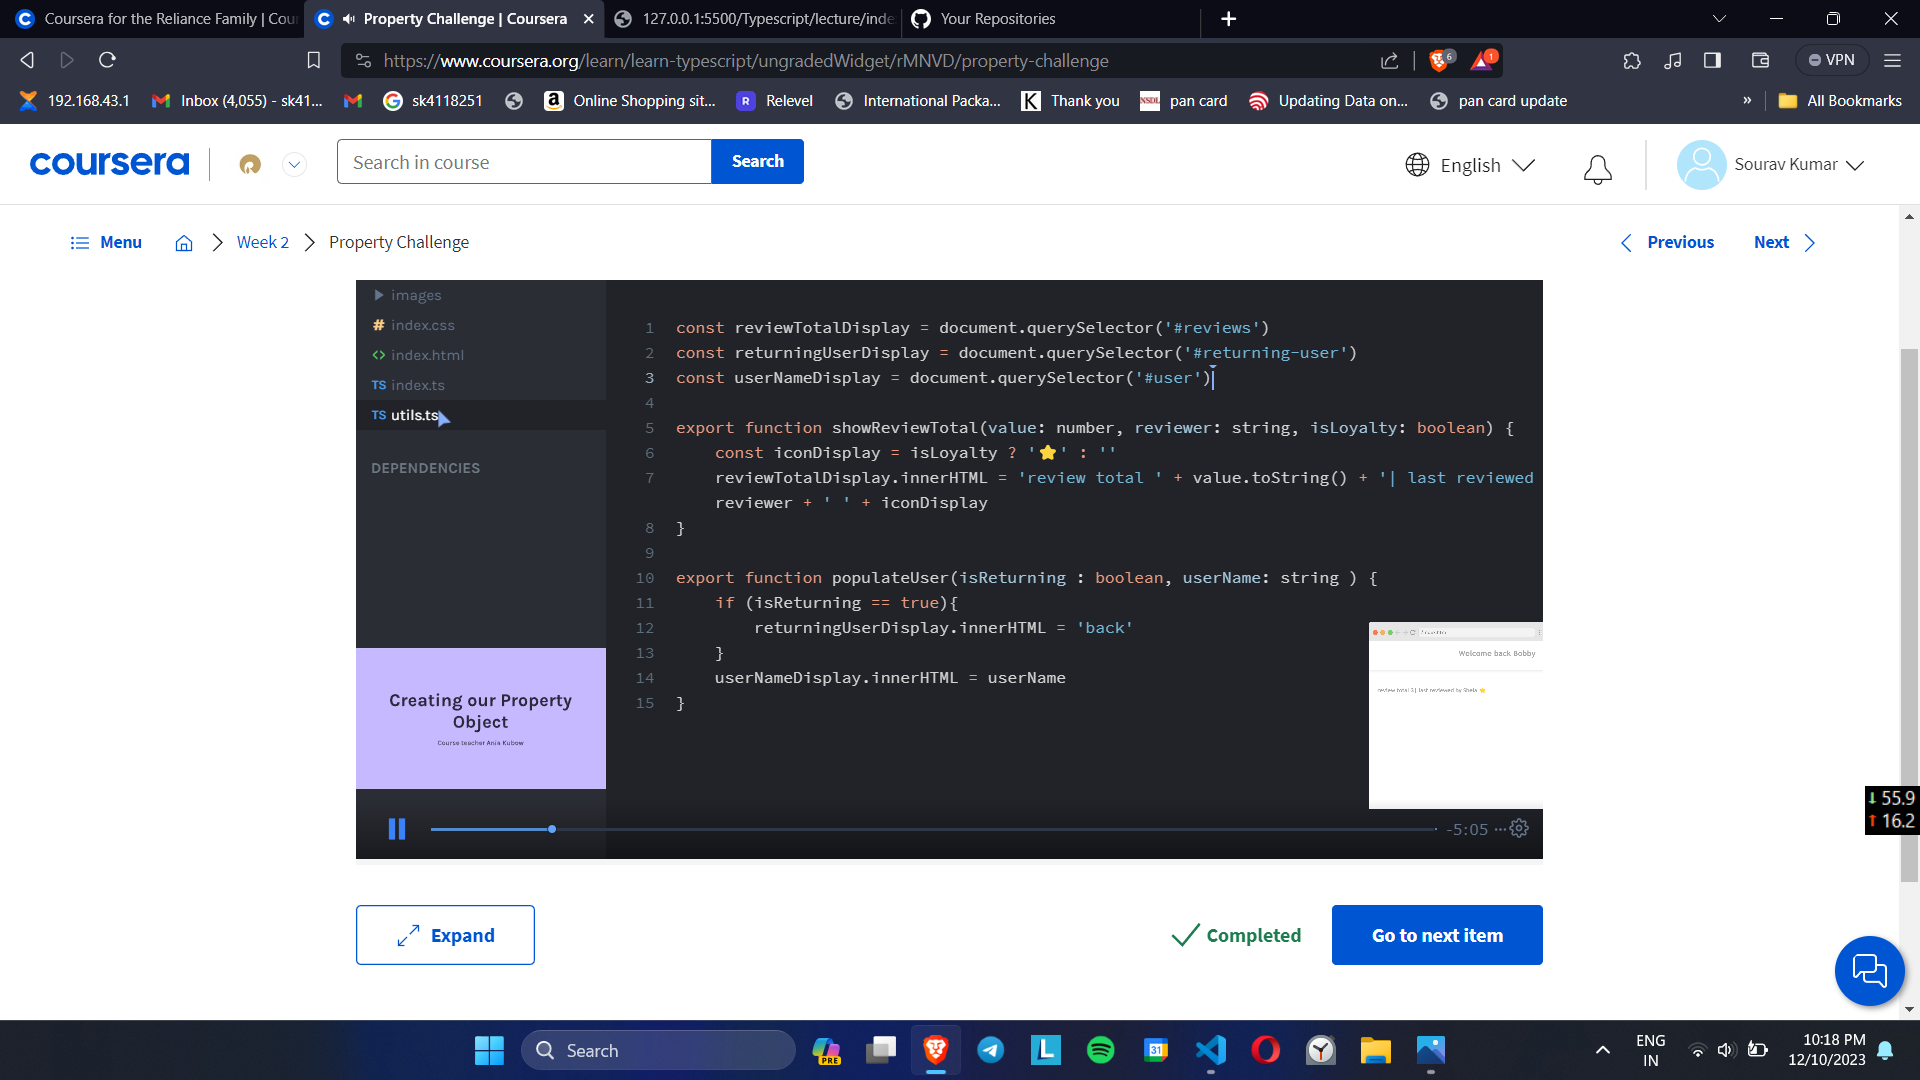 Coursera for the Reliance Family | Cou
Property Challenge | Coursera
127.0.0.1:5500/Typescript/lecture/inde
Your Repositories
https://www.coursera.org/learn/learn-typescript/ungradedWidget/rMNVD/property-challenge
6
1
VPN
192.168.43.1
Inbox (4,055) - sk41...
sk4118251
Online Shopping sit...
Relevel
International Packa...
Thank you
pan card
Updating Data on...
pan card update
»
All Bookmarks
coursera
Search in course
Search
English
Sourav Kumar
Menu
Week 2
Property Challenge
Previous
Next
images
# index.css
<> index.html
TS index.ts
TS utils.ts
DEPENDENCIES
1 const reviewTotalDisplay = document.querySelector('#reviews')
2 const returningUserDisplay = document.querySelector('#returning-user')
3 const userNameDisplay = document.querySelector('#user')
4
5 export function showReviewTotal(value: number, reviewer: string, isLoyalty: boolean) {
6 const iconDisplay = isLoyalty ? '⭐' : ''
7 reviewTotalDisplay.innerHTML = 'review total ' + value.toString() + '| last reviewed
reviewer + ' ' + iconDisplay
8 }
9
10 export function populateUser(isReturning : boolean, userName: string ) {
11 if (isReturning == true){
12 returningUserDisplay.innerHTML = 'back'
13 }
14 userNameDisplay.innerHTML = userName
15 }
Creating our Property
Object
Course teacher Ania Kubow
Welcome back Bobby
review total 3| last reviewed by Sheia ⭐
-5:05
55.9
16.2
Expand
Completed
Go to next item
Search
PRE
L
31
ENG
IN
10:18 PM
12/10/2023